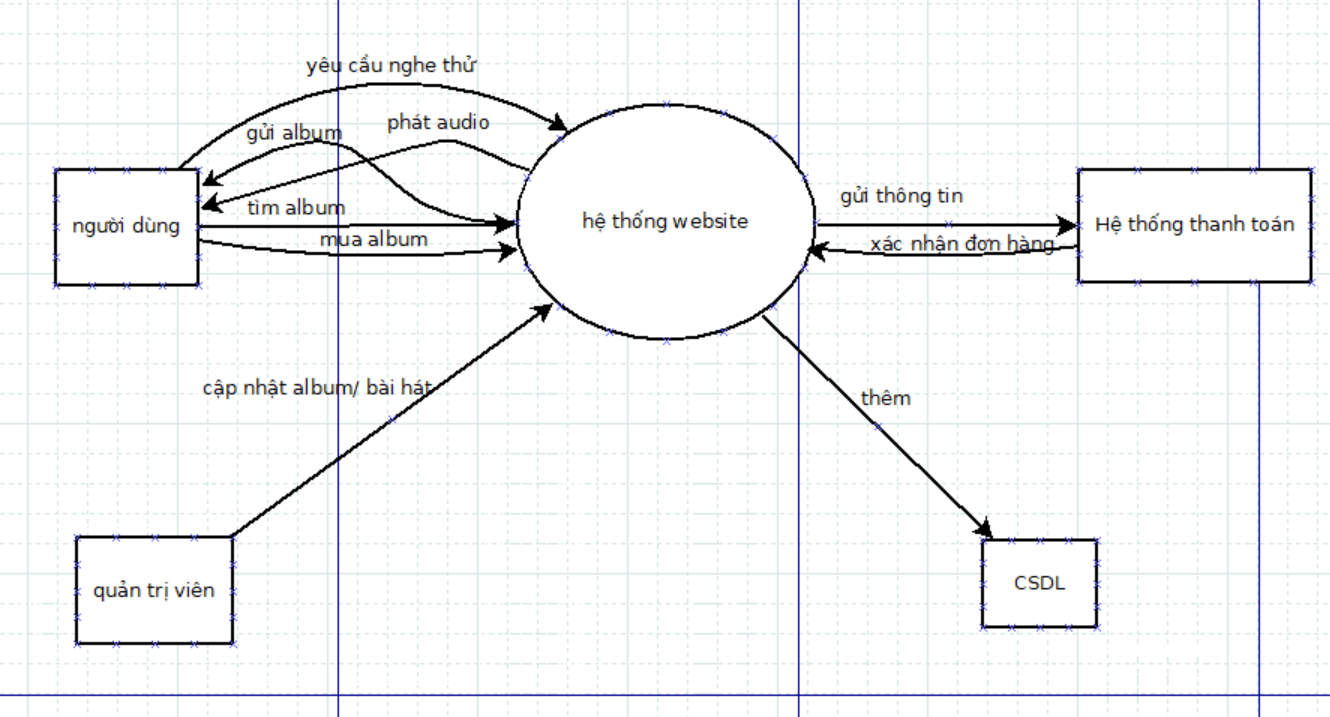 yêu cầu nghe thử
gửi album
phát audio
người dùng
tìm album
mua album
hệ thống website
gửi thông tin
xác nhận đơn hàng
Hệ thống thanh toán
cập nhật album/ bài hát
thêm
quản trị viên
CSDL